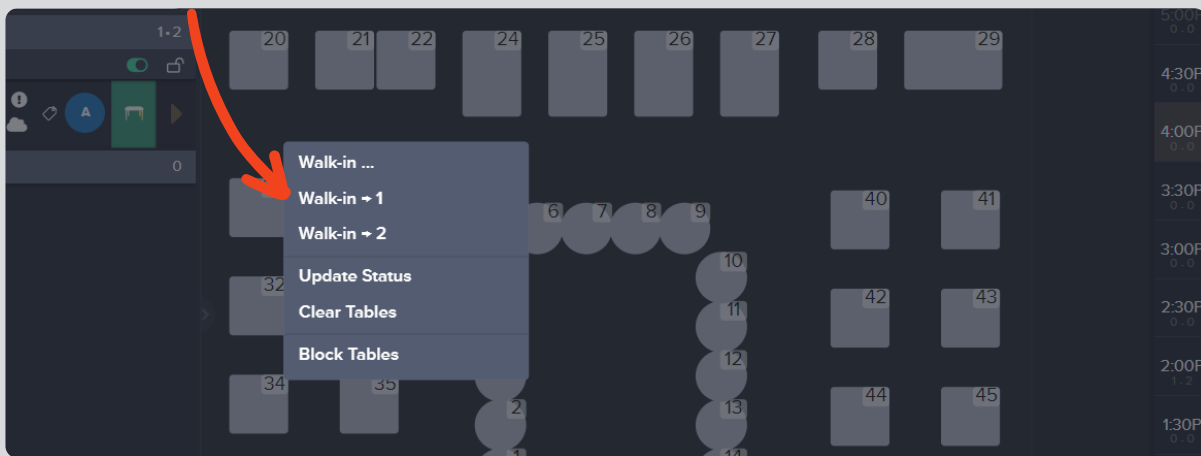 1•2
A
0
20 21 22 24 25 26 27 28 29
Walk-in ...
Walk-in → 1
Walk-in → 2
Update Status
Clear Tables
Block Tables
6 7 8 9
10
11
12
13
14
32
34 35
2
1
40 41
42 43
44 45
5:00P
0.0
4:30P
0.0
4:00P
0.0
3:30P
0.0
3:00P
0.0
2:30P
0.0
2:00P
1.2
1:30P
0.0